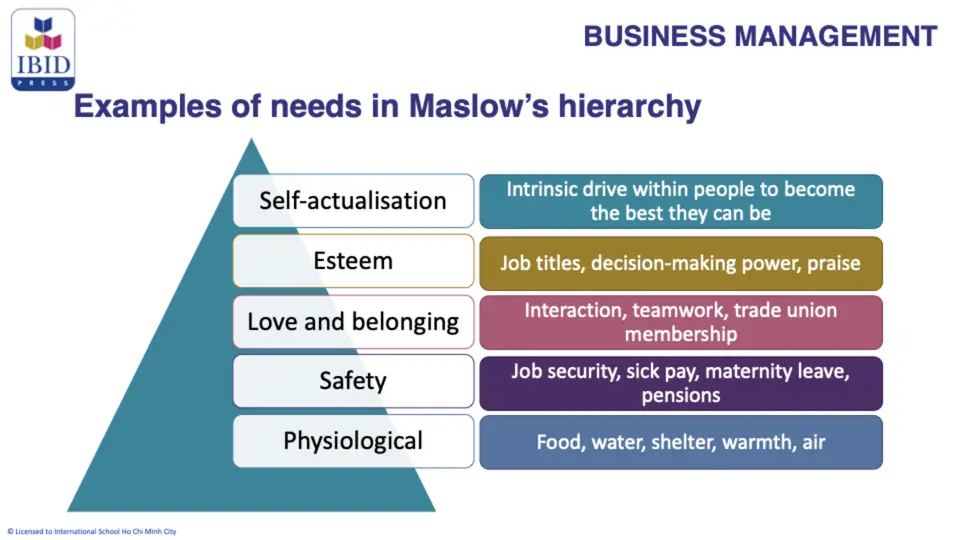 IBID
PRESS
BUSINESS MANAGEMENT
Examples of needs in Maslow’s hierarchy
Self-actualisation
Intrinsic drive within people to become
the best they can be
Esteem
Job titles, decision-making power, praise
Love and belonging
Interaction, teamwork, trade union
membership
Safety
Job security, sick pay, maternity leave,
pensions
Physiological
Food, water, shelter, warmth, air
© Licensed to International School Ho Chi Minh City